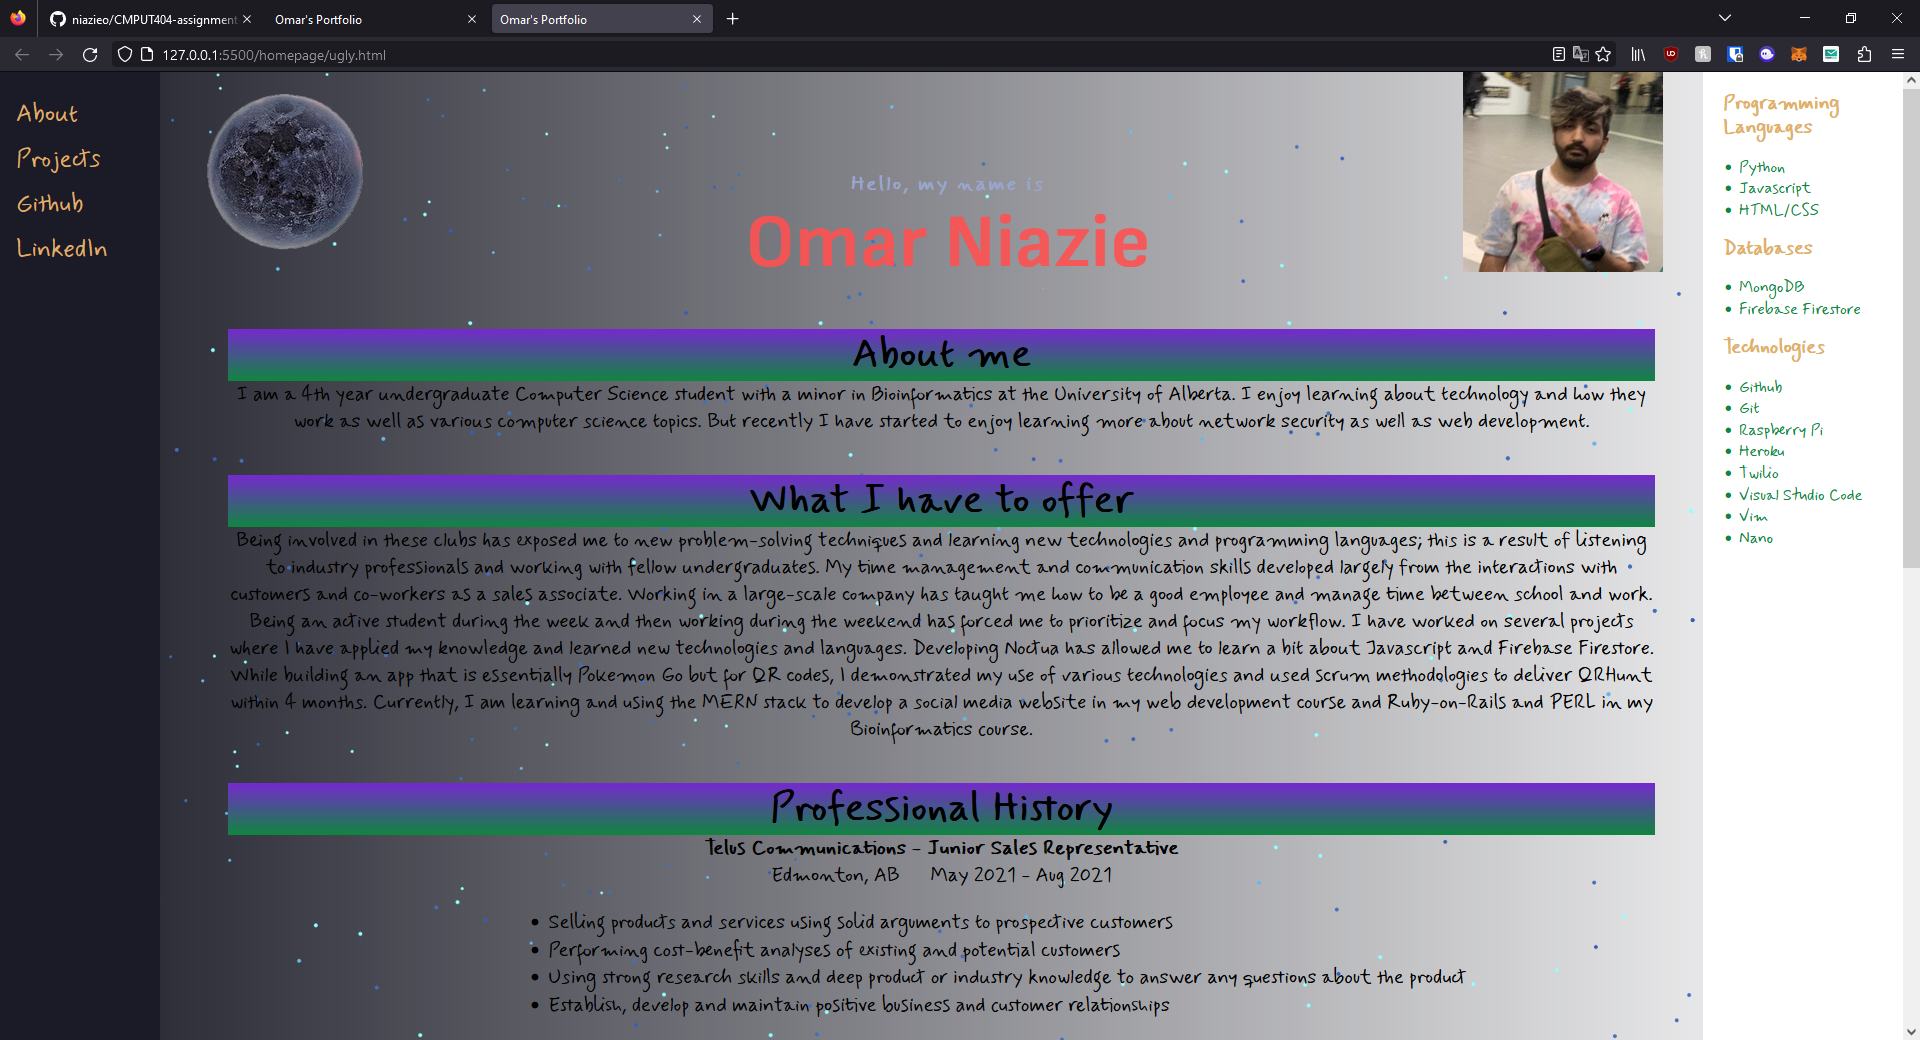 niazieo/CMPUT404-assignment
Omar's Portfolio
Omar's Portfolio
127.0.0.1:5500/homepage/ugly.html
About
Projects
Github
LinkedIn
Hello, my name is
Omar Niazie
About me
I am a 4th year undergraduate Computer Science student with a minor in Bioinformatics at the University of Alberta. I enjoy learning about technology and how they
work as well as various computer science topics. But recently I have started to enjoy learning more about network security as well as web development.
What I have to offer
Being involved in these clubs has exposed me to new problem-solving techniques and learning new technologies and programming languages; this is a result of listening
to industry professionals and working with fellow undergraduates. My time management and communication skills developed largely from the interactions with
customers and co-workers as a sales associate. Working in a large-scale company has taught me how to be a good employee and manage time between school and work.
Being an active student during the week and then working during the weekend has forced me to prioritize and focus my workflow. I have worked on several projects
where I have applied my knowledge and learned new technologies and languages. Developing Noctua has allowed me to learn a bit about Javascript and Firebase Firestore.
While building an app that is essentially Pokemon Go but for QR codes, I demonstrated my use of various technologies and used Scrum methodologies to deliver QRHunt
within 4 months. Currently, I am learning and using the MERN stack to develop a social media website in my web development course and Ruby-on-Rails and PERL in my
Bioinformatics course.
Professional History
Telus Communications - Junior Sales Representative
Edmonton, AB May 2021 - Aug 2021
• Selling products and services using solid arguments to prospective customers
• Performing cost-benefit analyses of existing and potential customers
• Using strong research skills and deep product or industry knowledge to answer any questions about the product
• Establish, develop and maintain positive business and customer relationships
Programming
Languages
• Python
• Javascript
• HTML/CSS
Databases
• MongoDB
• Firebase Firestore
Technologies
• Github
• Git
• Raspberry Pi
• Heroku
• Twilio
• Visual Studio Code
• Vim
• Nano